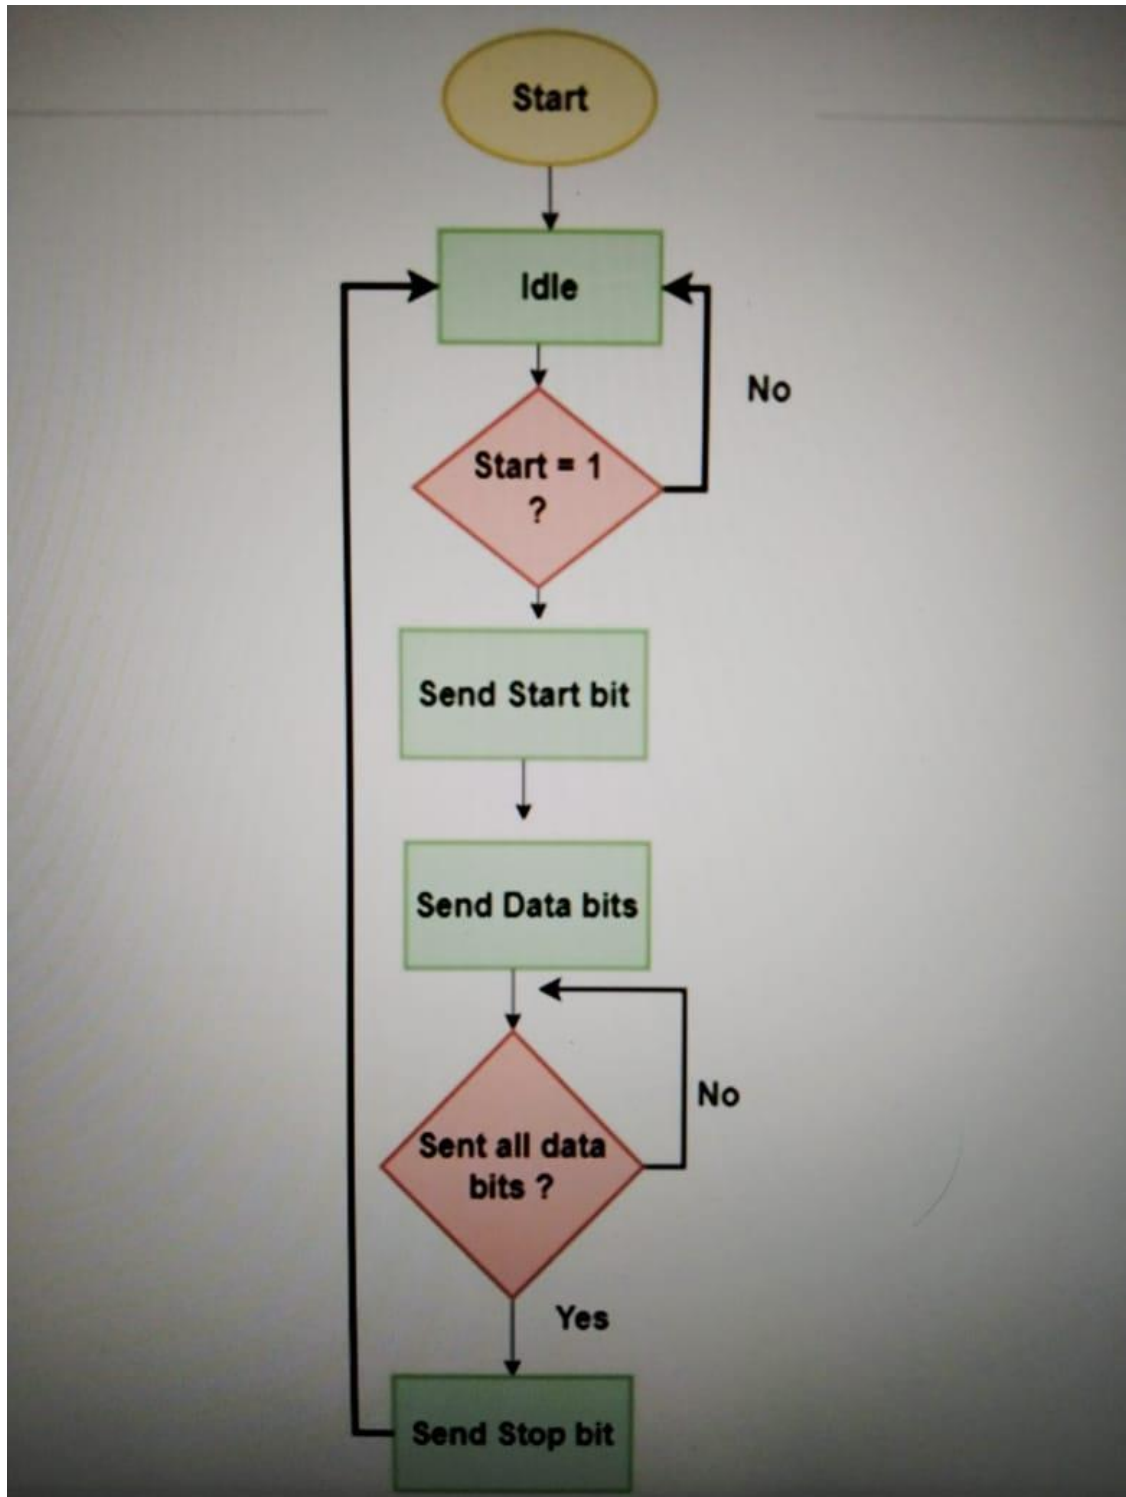 Start
Idle
No
Start = 1
?
Send Start bit
Send Data bits
No
Sent all data
bits ?
Yes
Send Stop bit